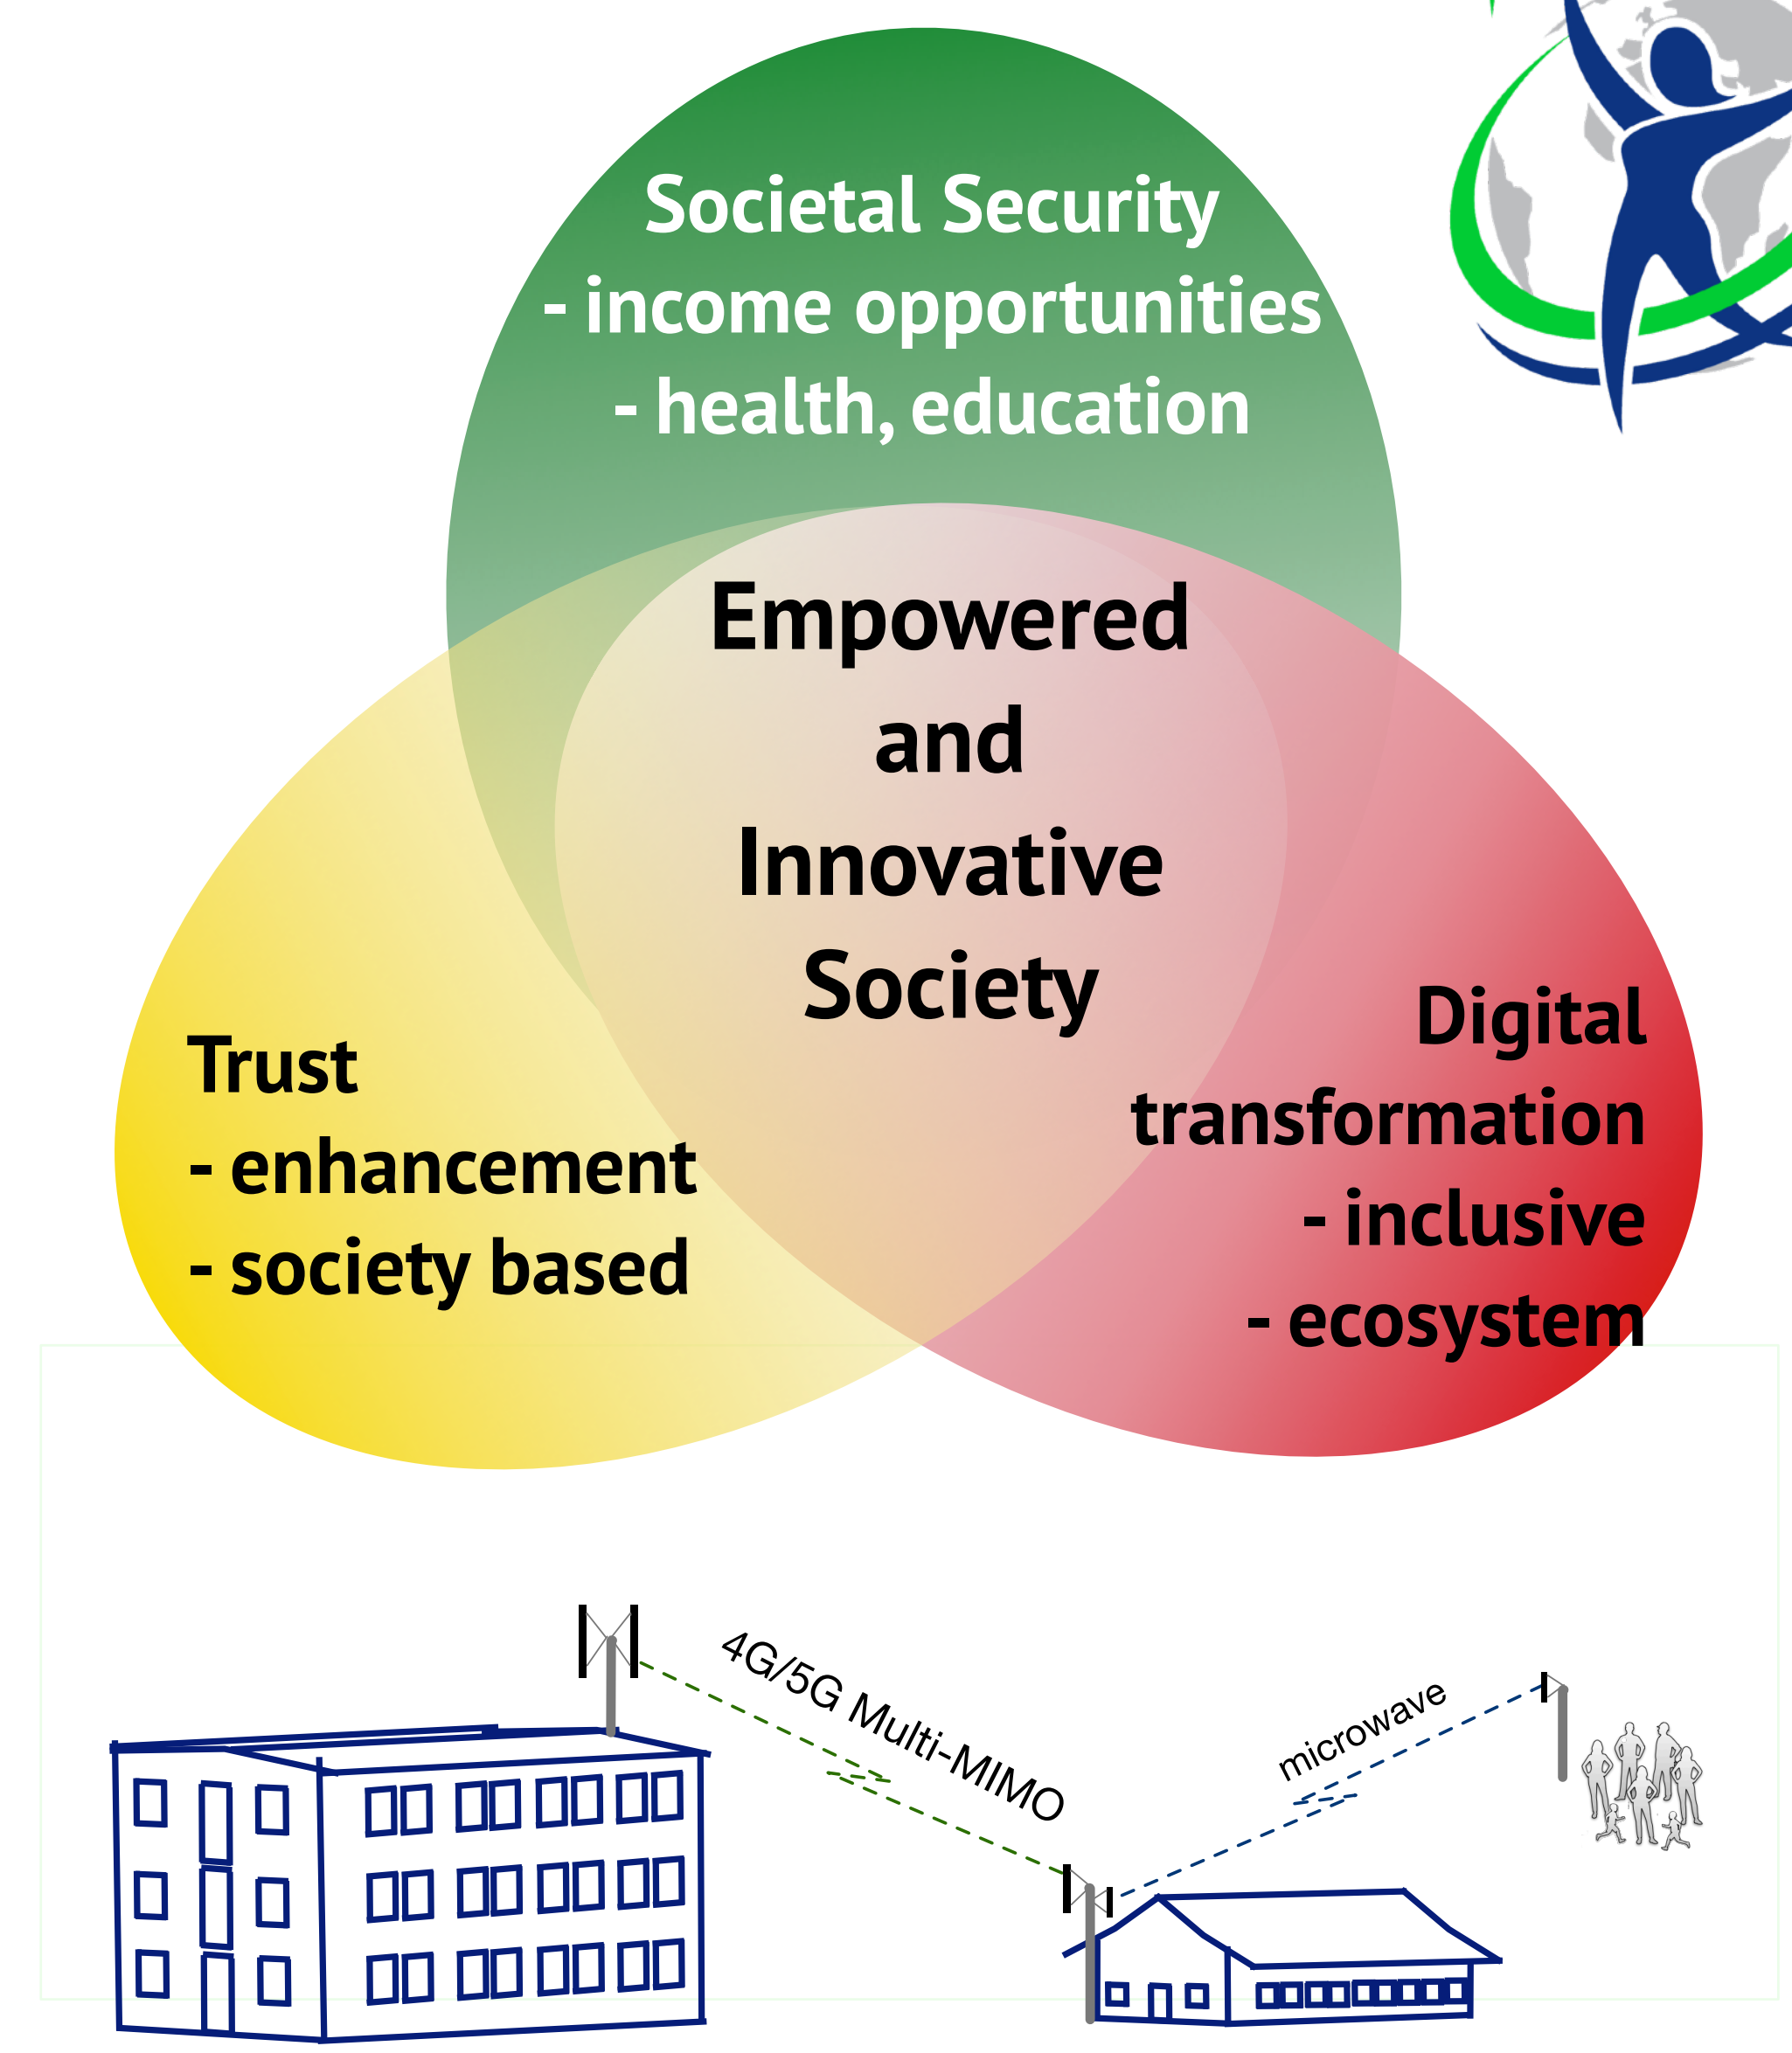 Societal Security
- income opportunities
- health, education
Empowered
and
Innovative
Society
Trust
- enhancement
- society based
Digital
transformation
- inclusive
- ecosystem
4G/5G Multi-MIMO
microwave